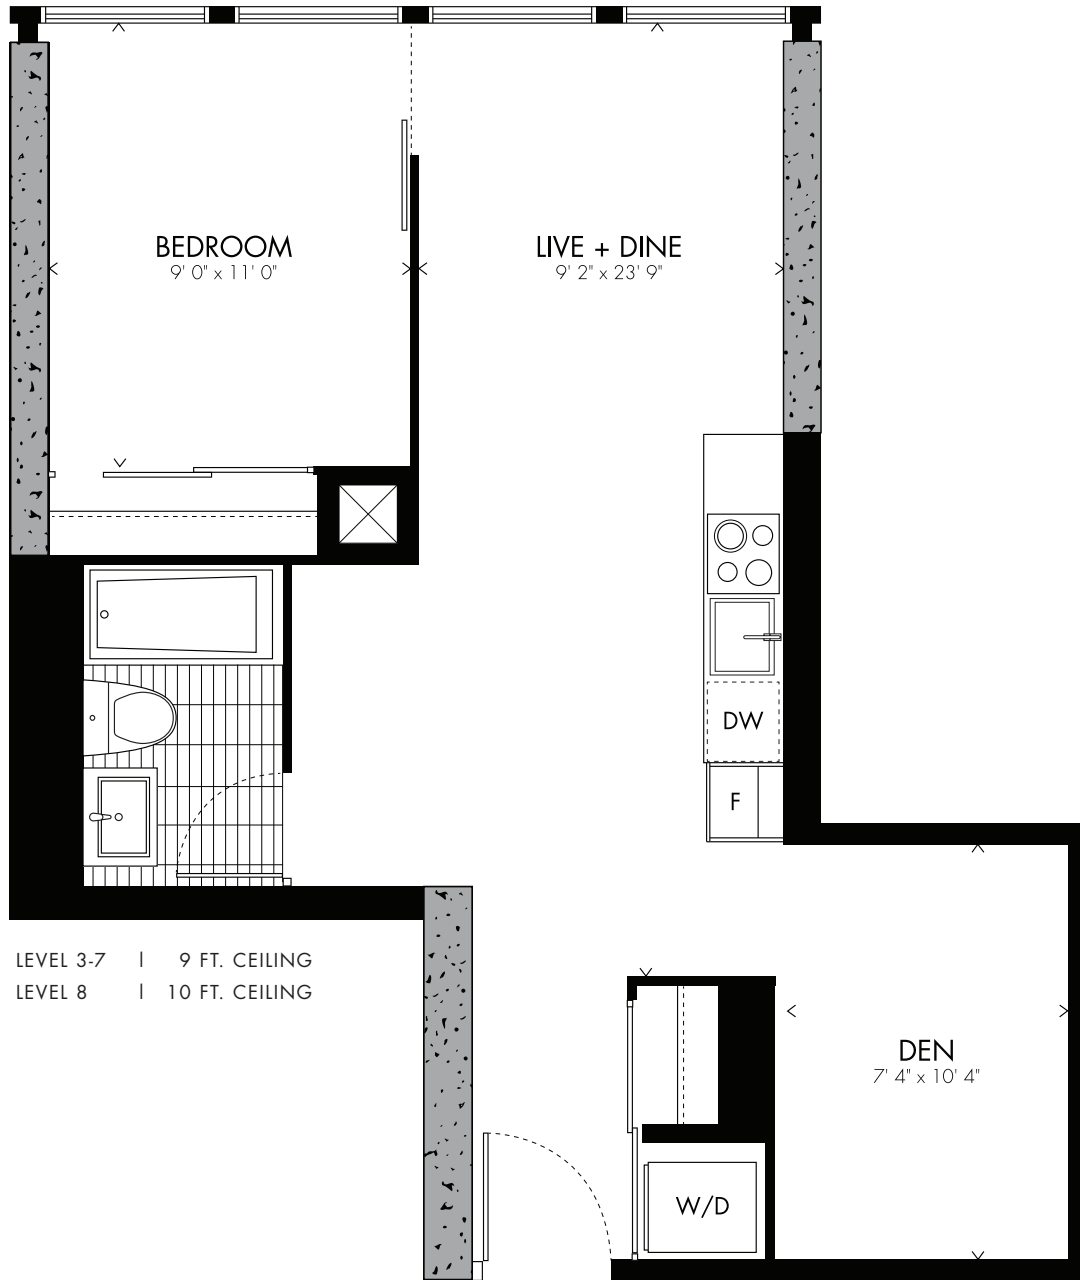 BEDROOM
9' 0" x 11' 0"
LIVE + DINE
9' 2" x 23' 9"
DW
F
LEVEL 3-7 | 9 FT. CEILING
LEVEL 8 | 10 FT. CEILING
DEN
7' 4" x 10' 4"
W/D